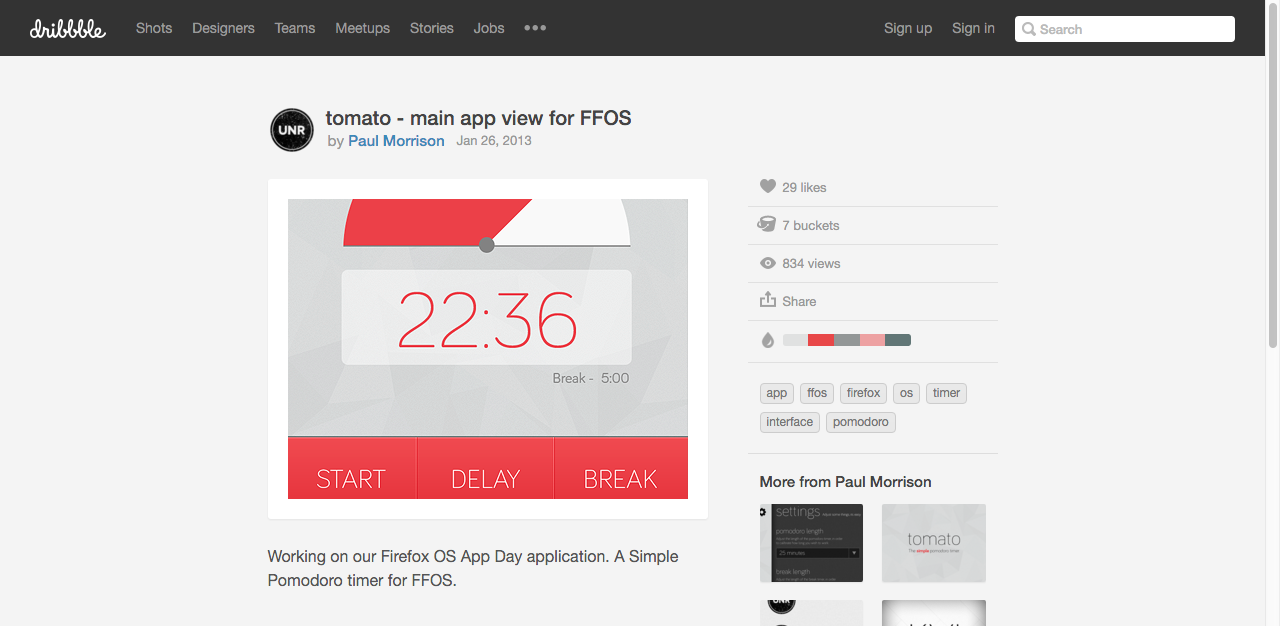 dribbble Shots Designers Teams Meetups Stories Jobs ••• Sign up Sign in Search
UNR
tomato - main app view for FFOS
by Paul Morrison Jan 26, 2013
22:36
Break - 5:00
START DELAY BREAK
Working on our Firefox OS App Day application. A Simple
Pomodoro timer for FFOS.
29 likes
7 buckets
834 views
Share
app ffos firefox os timer
interface pomodoro
More from Paul Morrison
settings
pomodoro length
25 minutes
break length
tomato
The simple pomodoro timer.
UNR